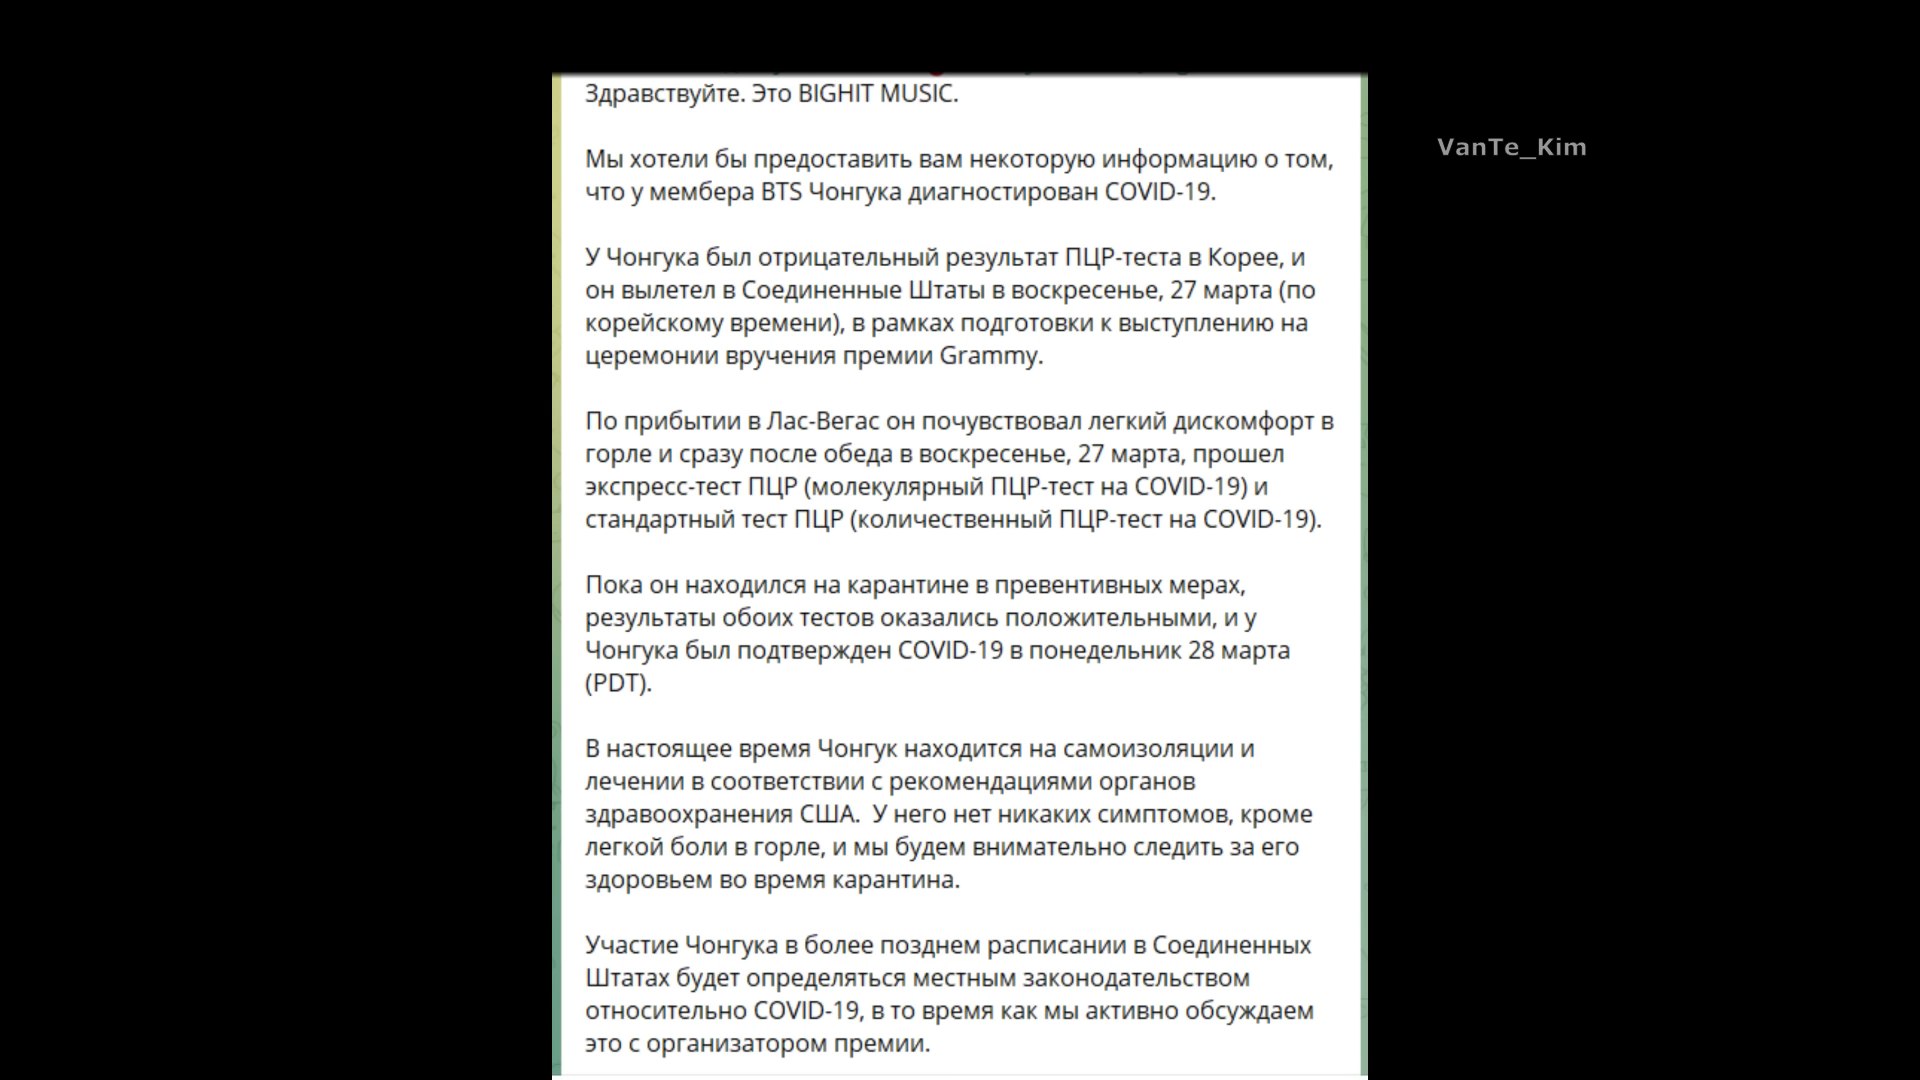 Здравствуйте. Это BIGHIT MUSIC.
VanTe_Kim
Мы хотели бы предоставить вам некоторую информацию о том,
что у мембера BTS Чонгука диагностирован COVID-19.
У Чонгука был отрицательный результат ПЦР-теста в Корее, и
он вылетел в Соединенные Штаты в воскресенье, 27 марта (по
корейскому времени), в рамках подготовки к выступлению на
церемонии вручения премии Grammy.
По прибытии в Лас-Вегас он почувствовал легкий дискомфорт в
горле и сразу после обеда в воскресенье, 27 марта, прошел
экспресс-тест ПЦР (молекулярный ПЦР-тест на COVID-19) и
стандартный тест ПЦР (количественный ПЦР-тест на COVID-19).
Пока он находился на карантине в превентивных мерах,
результаты обоих тестов оказались положительными, и у
Чонгука был подтвержден COVID-19 в понедельник 28 марта
(PDT).
В настоящее время Чонгук находится на самоизоляции и
лечении в соответствии с рекомендациями органов
здравоохранения США.  У него нет никаких симптомов, кроме
легкой боли в горле, и мы будем внимательно следить за его
здоровьем во время карантина.
Участие Чонгука в более позднем расписании в Соединенных
Штатах будет определяться местным законодательством
относительно COVID-19, в то время как мы активно обсуждаем
это с организатором премии.